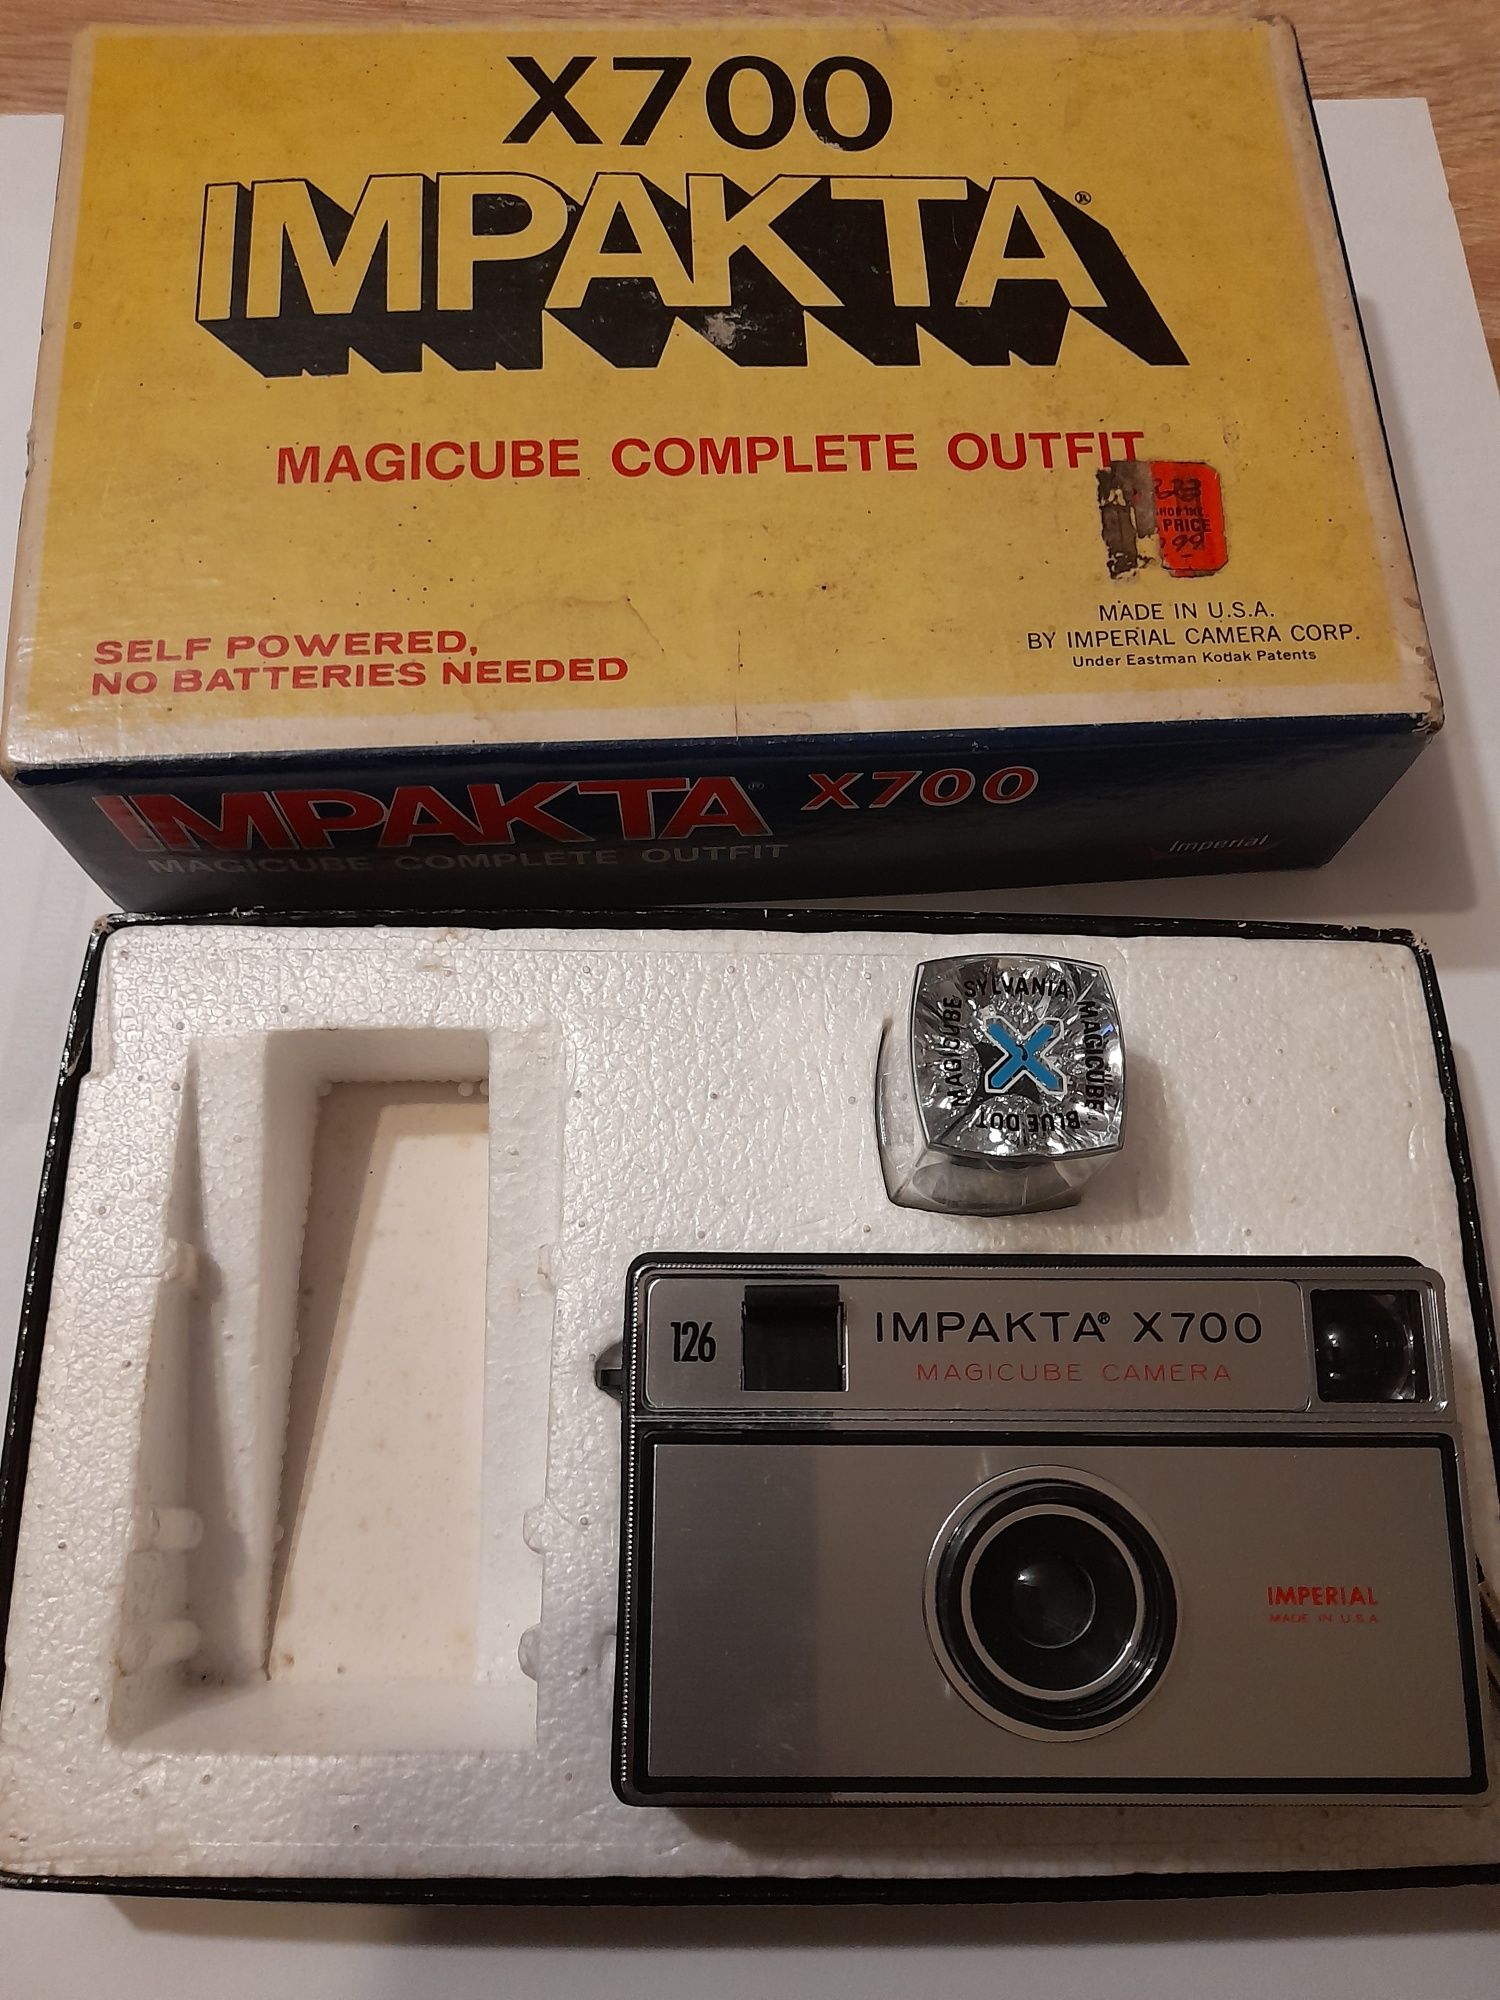 X700
IMPAKTA®
MAGICUBE COMPLETE OUTFIT
PRICE
SELF POWERED,
NO BATTERIES NEEDED
MADE IN U.S.A.
BY IMPERIAL CAMERA CORP.
Under Eastman Kodak Patents
IMPAKTA® X700
MAGICUBE COMPLETE OUTFIT
Imperial
SYLVANIA
MAGICUBE
X
MAGICUBE
BLUE DOT
126
IMPAKTA® X700
MAGICUBE CAMERA
IMPERIAL
MADE IN U.S.A.